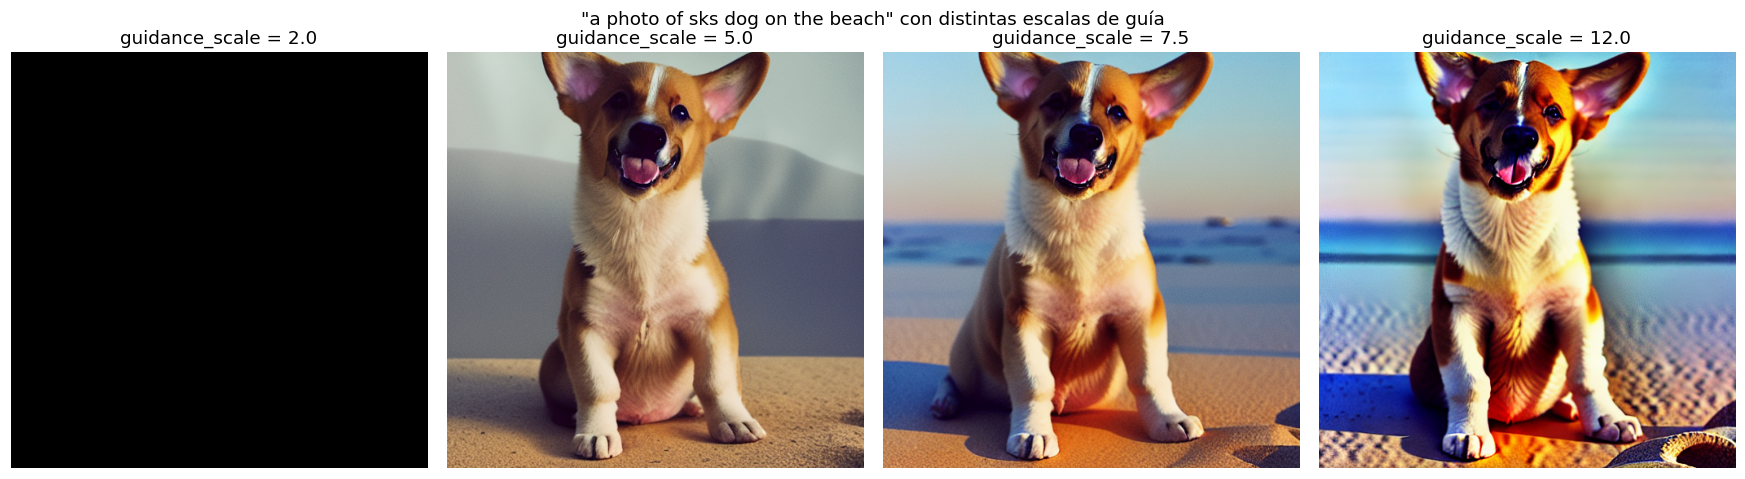 "a photo of sks dog on the beach" con distintas escalas de guía
guidance_scale = 2.0
guidance_scale = 5.0
guidance_scale = 7.5
guidance_scale = 12.0